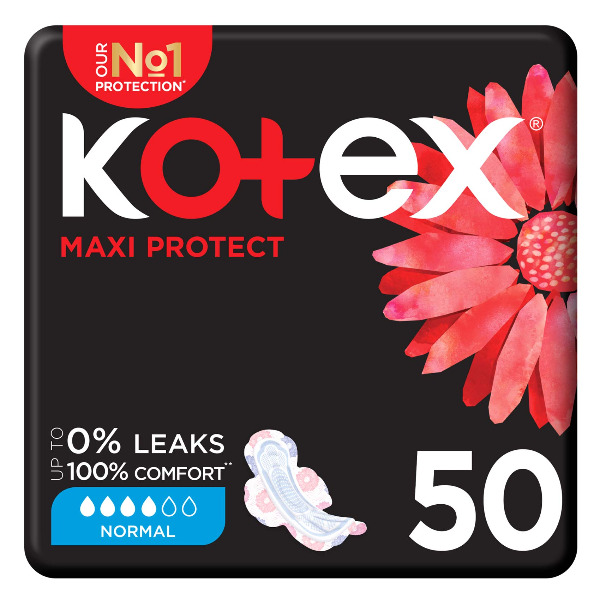 OUR No1
PROTECTION*
Kotex®
MAXI PROTECT
UP TO
0% LEAKS
100% COMFORT**
NORMAL
50